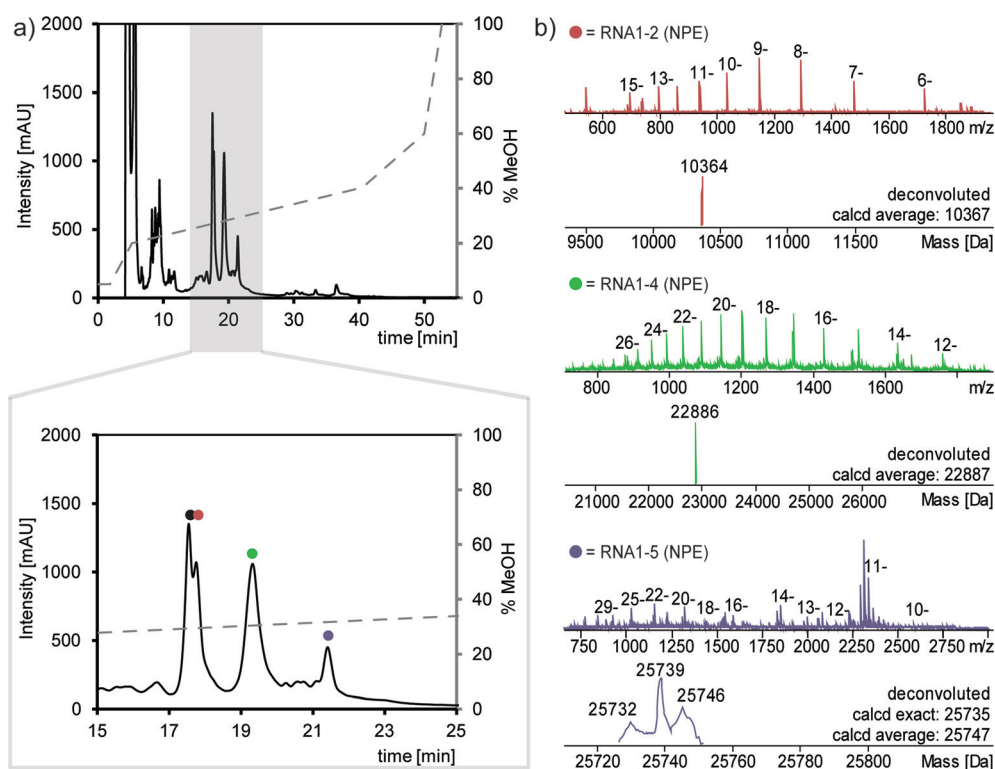 a)
2000
1500
1000
500
0
Intensity [mAU]
100
80
60
40
20
0
% MeOH
0 10 20 30 40 50
time [min]
2000
1500
1000
500
0
Intensity [mAU]
100
80
60
40
20
0
% MeOH
15 17 19 21 23 25
time [min]
b)
= RNA1-2 (NPE)
15- 13- 11- 10- 9- 8- 7- 6-
600 800 1000 1200 1400 1600 1800 m/z
10364
deconvoluted
calcd average: 10367
9500 10000 10500 11000 11500 Mass [Da]
= RNA1-4 (NPE)
26- 24- 22- 20- 18- 16- 14- 12-
800 1000 1200 1400 1600 m/z
22886
deconvoluted
calcd average: 22887
21000 22000 23000 24000 25000 26000 Mass [Da]
= RNA1-5 (NPE)
29- 25- 22- 20- 18- 16- 14- 13- 12- 11- 10-
750 1000 1250 1500 1750 2000 2250 2500 2750 m/z
25732 25739 25746
deconvoluted
calcd exact: 25735
calcd average: 25747
25720 25740 25760 25780 25800 Mass [Da]